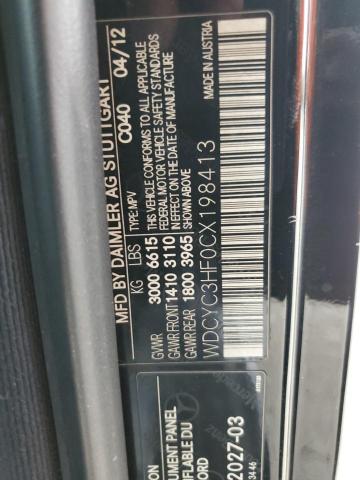 MFD BY DAIMLER AG STUTTGART
C040 04/12
KG LBS TYPE: MPV
GVWR 3000 6615
GAWR FRONT 1410 3110
GAWR REAR 1800 3965
THIS VEHICLE CONFORMS TO ALL APPLICABLE
FEDERAL MOTOR VEHICLE SAFETY STANDARDS
IN EFFECT ON THE DATE OF MANUFACTURE
SHOWN ABOVE
MADE IN AUSTRIA
WDCYC3HF0CX198413
TION
UMENT PANEL
IFLABLE DU
ORD
2027-03